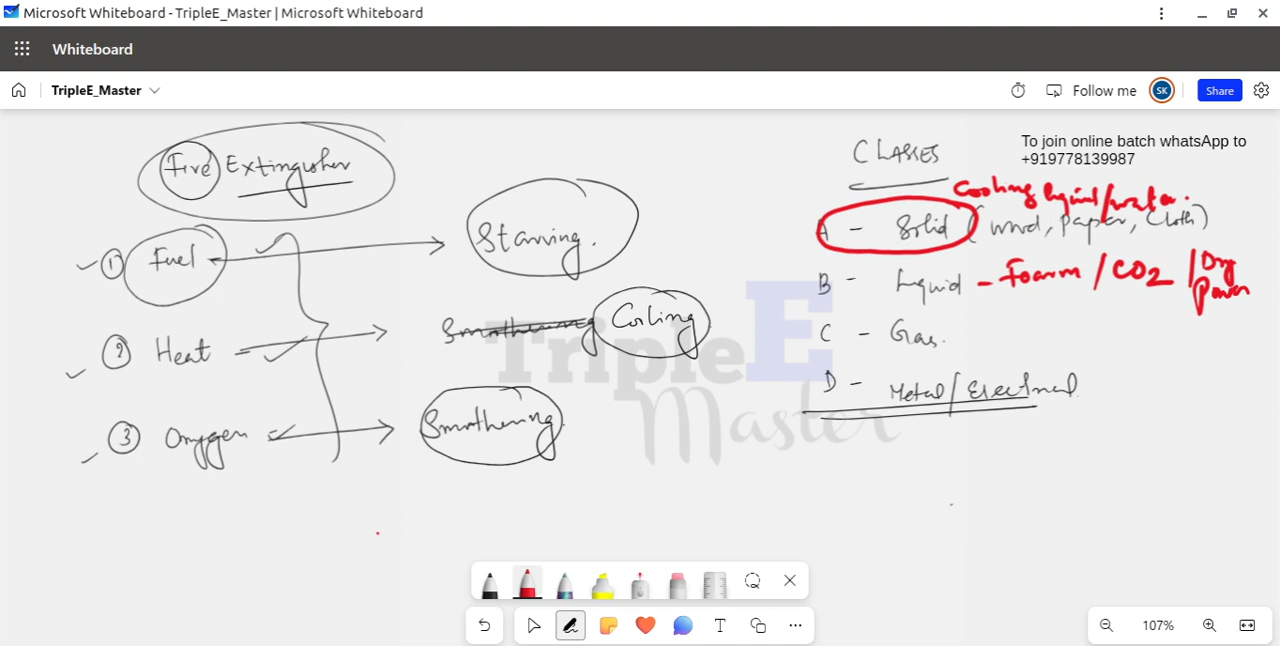 Microsoft Whiteboard - TripleE_Master | Microsoft Whiteboard
Whiteboard
TripleE_Master
Follow me
SK
Share
To join online batch whatsApp to
+919778139987
Fire Extinguisher
① Fuel
Starving.
② Heat
Smothering Cooling
③ Oxygen
Smothering
CLASSES
Cooling liquid/water.
A - Solid (Wood, Paper, Cloth)
B - Liquid - Foam / CO2 / Dry
Power
C - Gas.
D - Metal/Electrical
TripleE
Master
107%